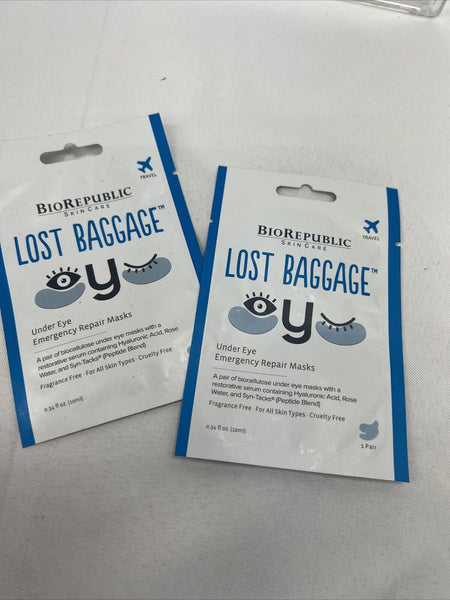 TRAVEL
BIOREPUBLIC
SKINCARE
LOST BAGGAGE™
y
Under Eye
Emergency Repair Masks
A pair of biocellulose under eye masks with a
restorative serum containing Hyaluronic Acid, Rose
Water, and Syn-Tacks® (Peptide Blend)
Fragrance Free · For All Skin Types · Cruelty Free
0.34 fl oz. (10ml)
TRAVEL
BIOREPUBLIC
SKINCARE
LOST BAGGAGE™
y
Under Eye
Emergency Repair Masks
A pair of biocellulose under eye masks with a
restorative serum containing Hyaluronic Acid, Rose
Water, and Syn-Tacks® (Peptide Blend)
Fragrance Free · For All Skin Types · Cruelty Free
0.34 fl oz. (10ml)
1 Pair